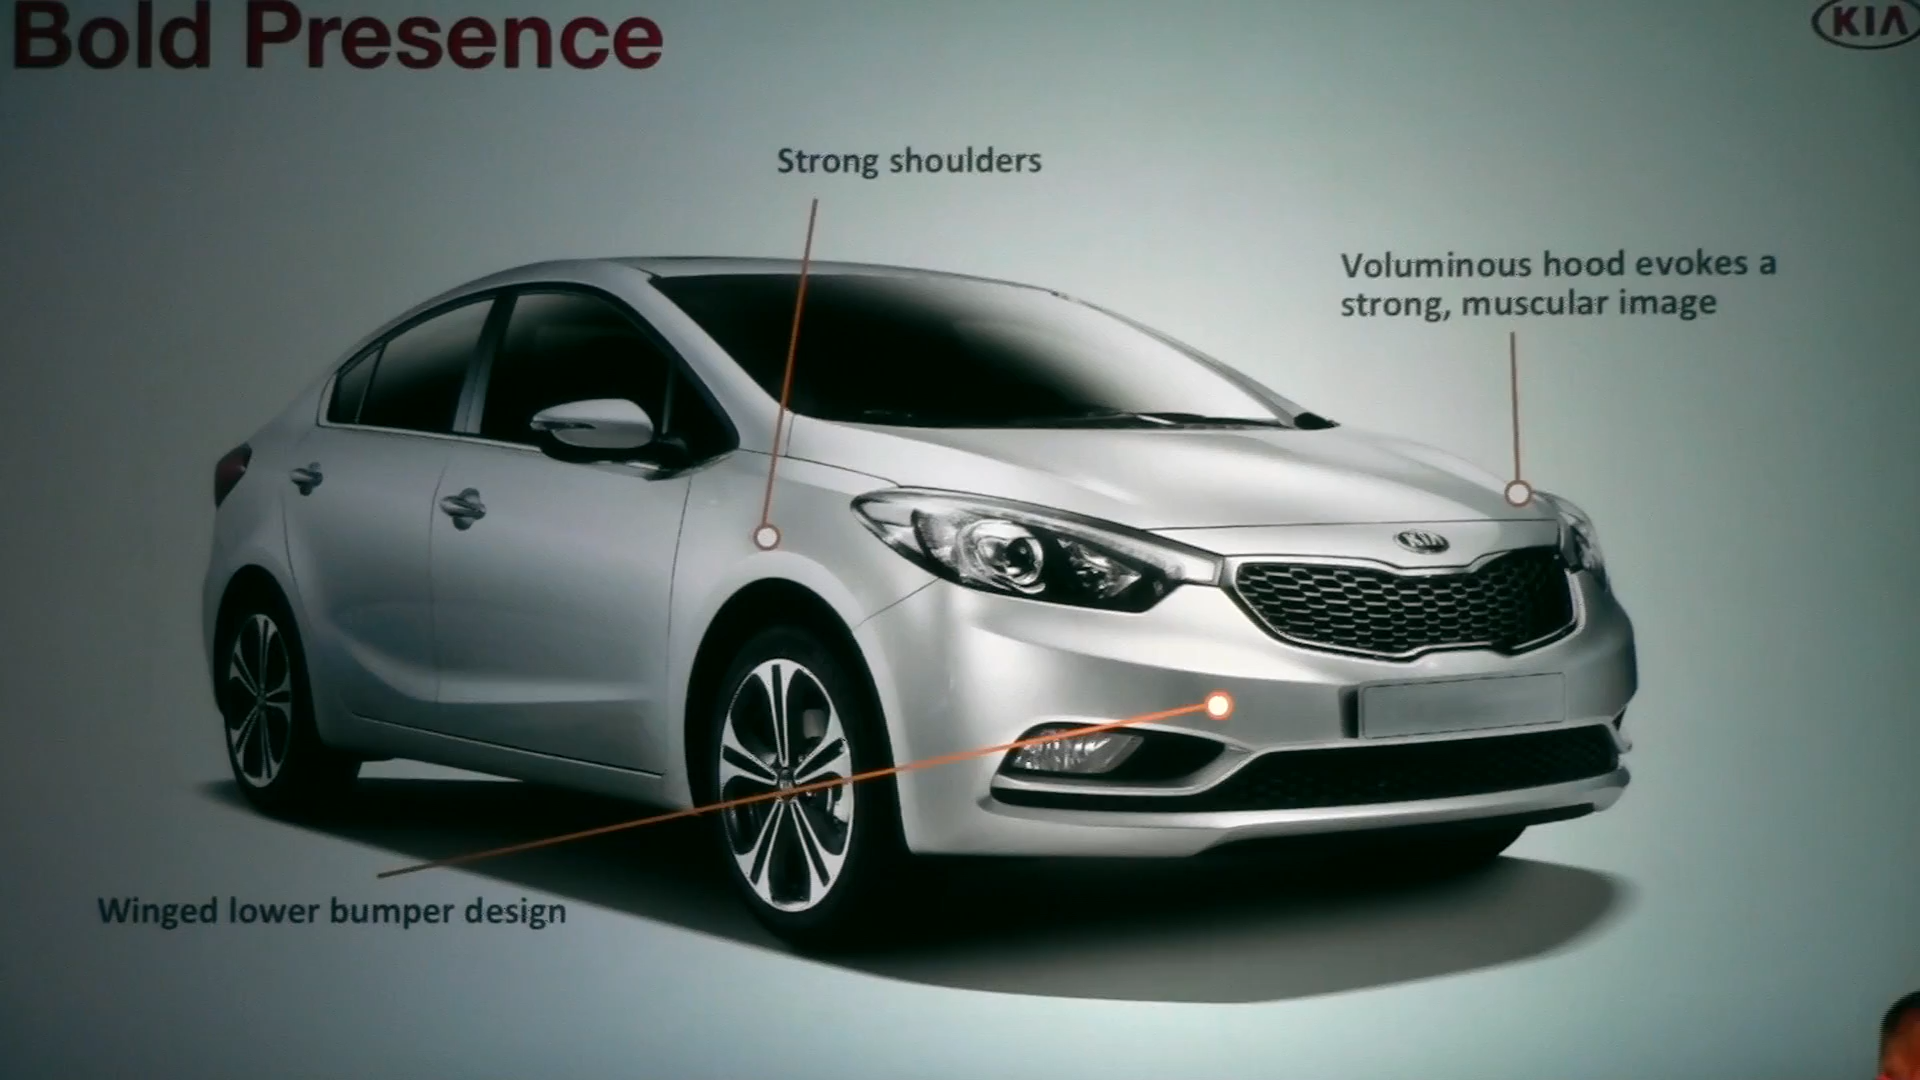 Bold Presence
KIA
Strong shoulders
Voluminous hood evokes a
strong, muscular image
KIA
Winged lower bumper design